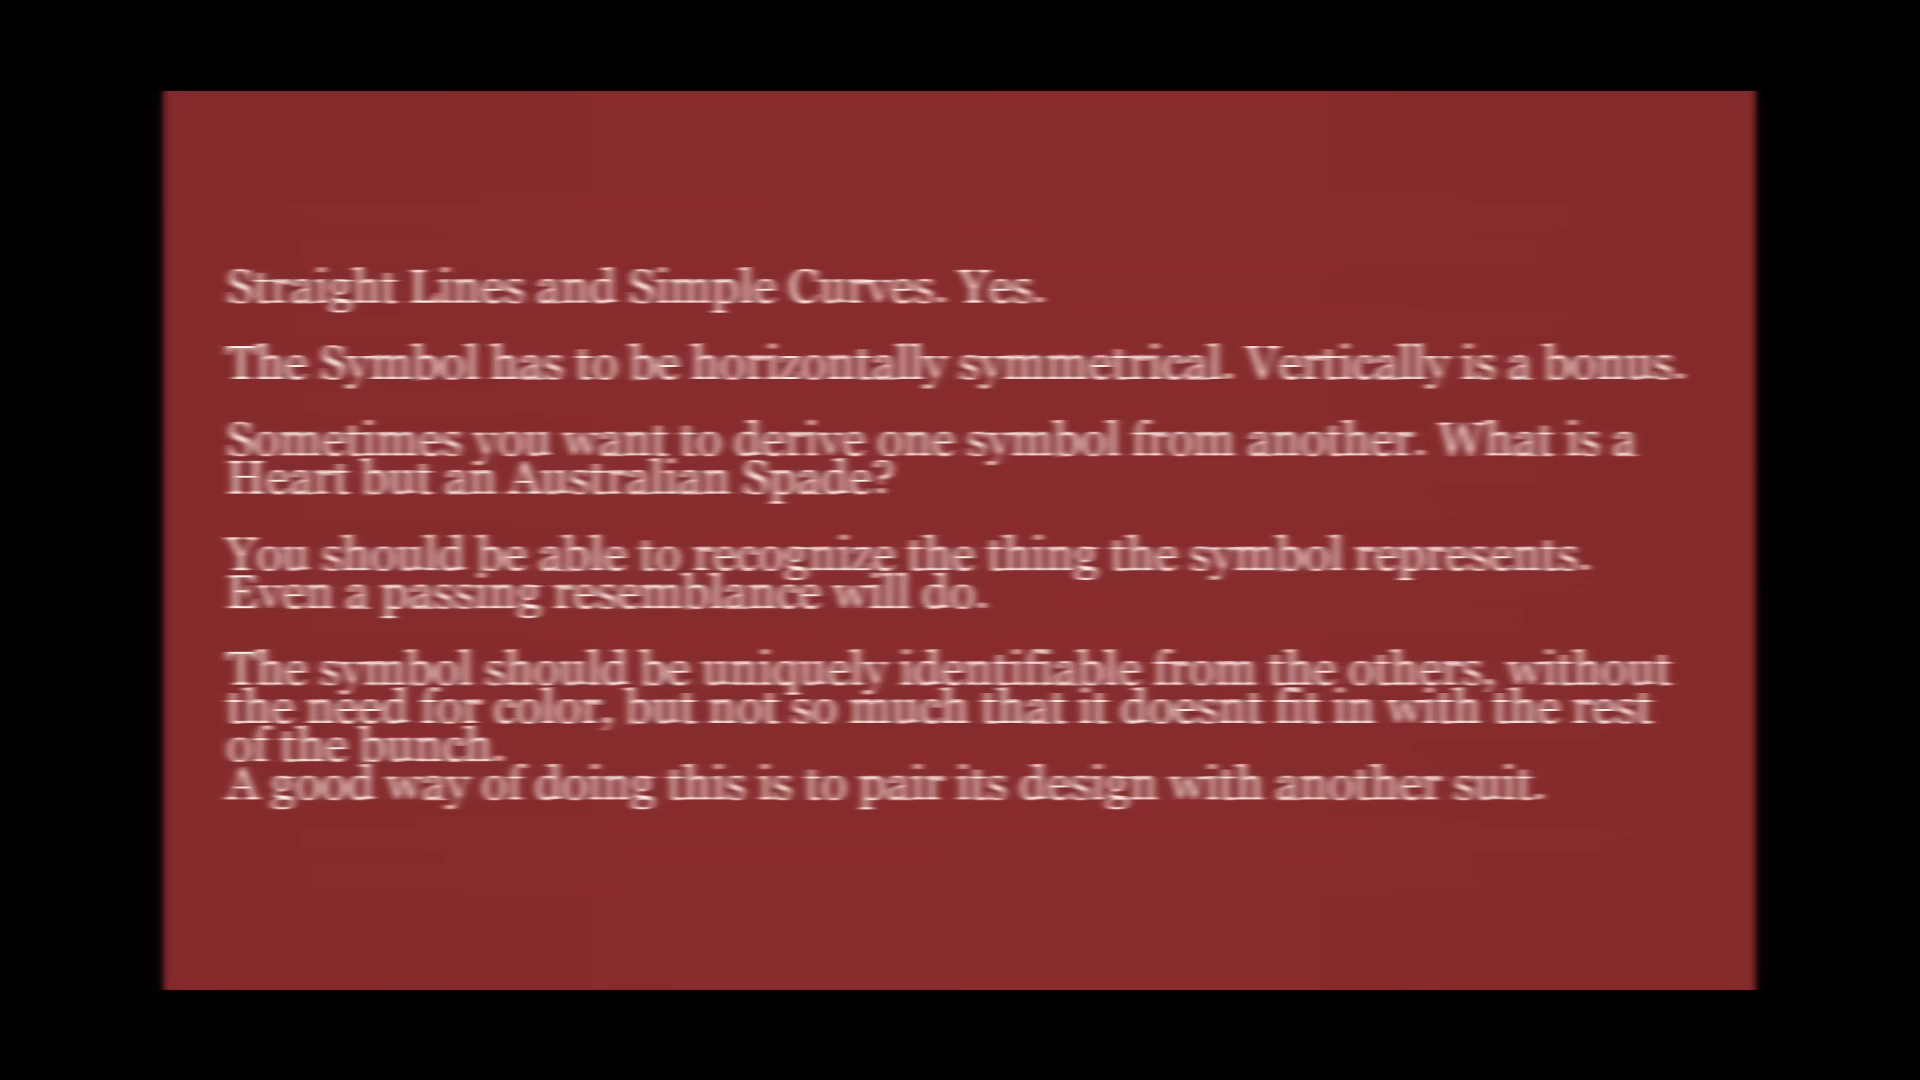 Straight Lines and Simple Curves. Yes.
The Symbol has to be horizontally symmetrical. Vertically is a bonus.
Sometimes you want to derive one symbol from another. What is a
Heart but an Australian Spade?
You should be able to recognize the thing the symbol represents.
Even a passing resemblance will do.
The symbol should be uniquely identifiable from the others, without
the need for color, but not so much that it doesnt fit in with the rest
of the bunch.
A good way of doing this is to pair its design with another suit.